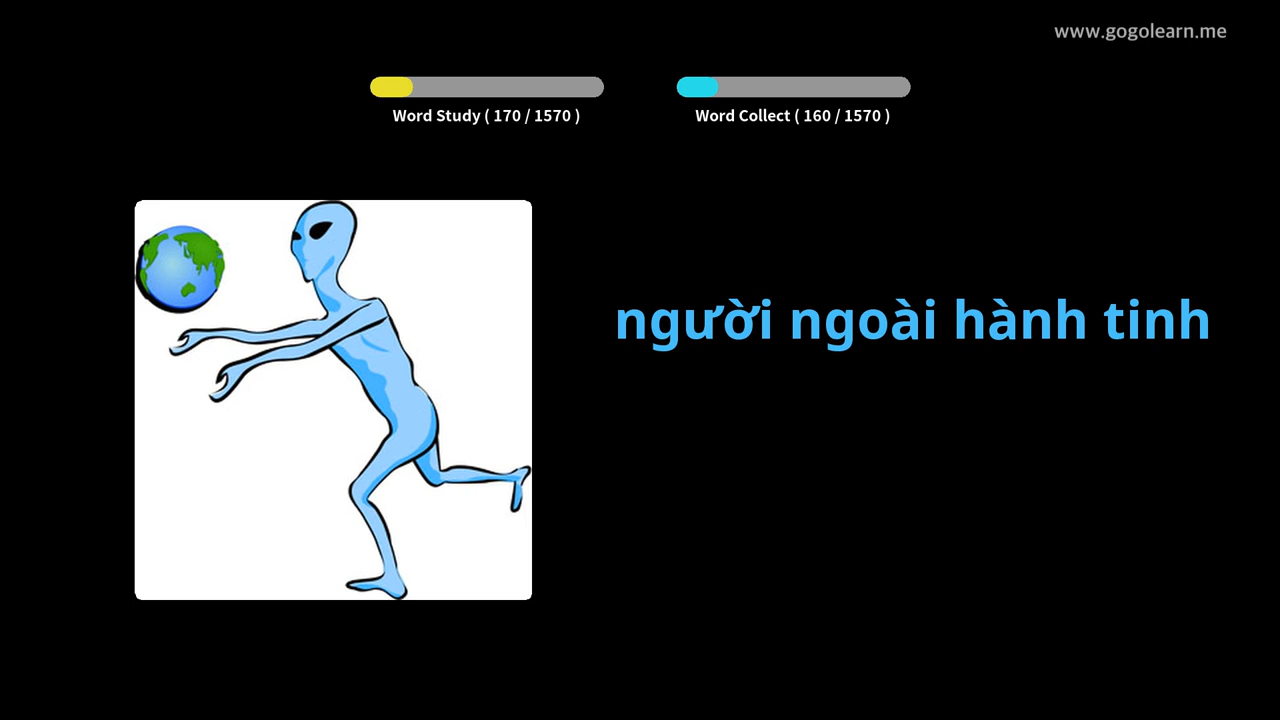 www.gogolearn.me
Word Study ( 170 / 1570 )
Word Collect ( 160 / 1570 )
người ngoài hành tinh